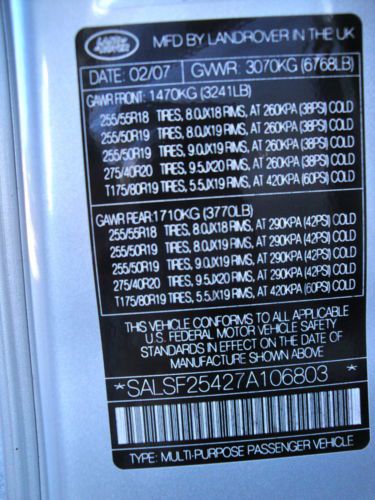 LAND ROVER
MFD BY LANDROVER IN THE UK
DATE: 02/07 GVWR: 3070KG (6768LB)
GAWR FRONT: 1470KG (3241LB)
255/55R18 TIRES, 8.0JX18 RIMS, AT 260KPA (38PSI) COLD
255/50R19 TIRES, 8.0JX19 RIMS, AT 260KPA (38PSI) COLD
255/50R19 TIRES, 9.0JX19 RIMS, AT 260KPA (38PSI) COLD
275/40R20 TIRES, 9.5JX20 RIMS, AT 260KPA (38PSI) COLD
T175/80R19 TIRES, 5.5JX19 RIMS, AT 420KPA (60PSI) COLD
GAWR REAR: 1710KG (3770LB)
255/55R18 TIRES, 8.0JX18 RIMS, AT 290KPA (42PSI) COLD
255/50R19 TIRES, 8.0JX19 RIMS, AT 290KPA (42PSI) COLD
255/50R19 TIRES, 9.0JX19 RIMS, AT 290KPA (42PSI) COLD
275/40R20 TIRES, 9.5JX20 RIMS, AT 290KPA (42PSI) COLD
T175/80R19 TIRES, 5.5JX19 RIMS, AT 420KPA (60PSI) COLD
THIS VEHICLE CONFORMS TO ALL APPLICABLE
U.S. FEDERAL MOTOR VEHICLE SAFETY
STANDARDS IN EFFECT ON THE DATE OF
MANUFACTURE SHOWN ABOVE
*SALSF25427A106803*
TYPE: MULTI-PURPOSE PASSENGER VEHICLE